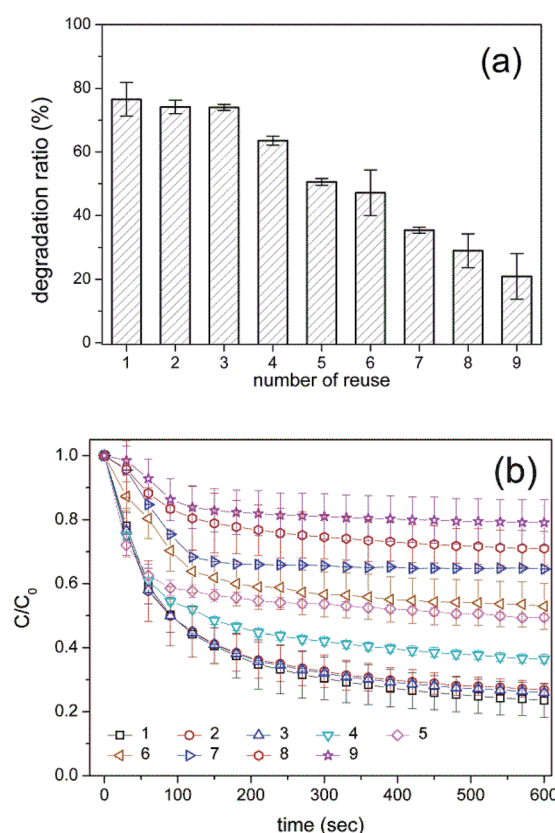 100
(a)
80
60
40
20
0
degradation ratio (%)
1 2 3 4 5 6 7 8 9
number of reuse
(b)
1.0
0.8
0.6
0.4
0.2
0.0
C/C0
1 2 3 4 5
6 7 8 9
0 100 200 300 400 500 600
time (sec)